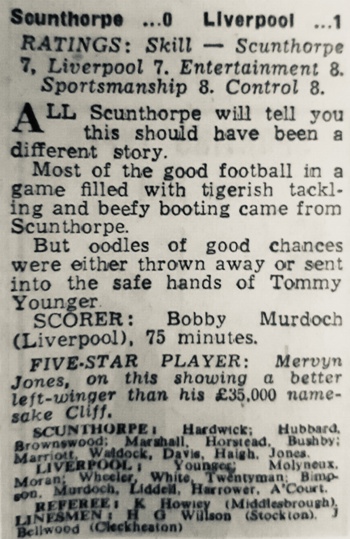 Scunthorpe ...0 Liverpool ...1
RATINGS: Skill — Scunthorpe
7, Liverpool 7. Entertainment 8.
Sportsmanship 8. Control 8.
ALL Scunthorpe will tell you
this should have been a
different story.
Most of the good football in a
game filled with tigerish tackl-
ing and beefy booting came from
Scunthorpe.
But oodles of good chances
were either thrown away or sent
into the safe hands of Tommy
Younger
SCORER: Bobby Murdoch
(Liverpool), 75 minutes.
FIVE-STAR PLAYER: Mervyn
Jones, on this showing a better
left-winger than his £35,000 name-
sake Cliff.
SCUNTHORPE: Hardwick; Hubbard,
Brownswood; Marshall, Horstead, Bushby;
Marriott, Waldock, Davis, Haigh, Jones.
LIVERPOOL: Younger; Molyneux,
Moran; Wheeler, White, Twentyman; Bimp-
son, Murdoch, Liddell, Harrower, A'Court.
REFEREE: K Howley (Middlesbrough).
LINESMEN: H G Willson (Stockton), J
Bellwood (Cleckheaton)